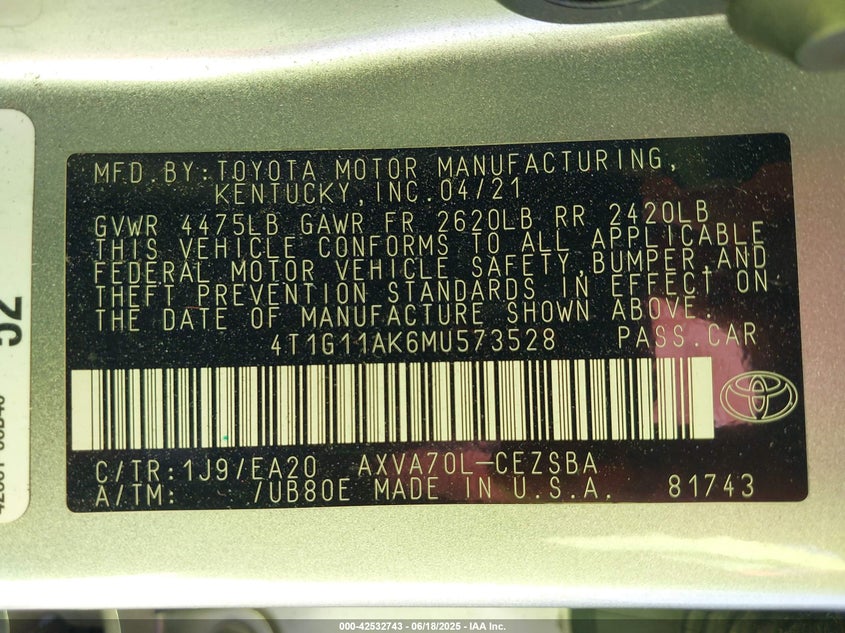 MFD.BY:TOYOTA MOTOR MANUFACTURING,
KENTUCKY,INC.04/21
GVWR 4475LB GAWR FR 2620LB RR 2420LB
THIS VEHICLE CONFORMS TO ALL APPLICABLE
FEDERAL MOTOR VEHICLE SAFETY,BUMPER,AND
THEFT PREVENTION STANDARDS IN EFFECT ON
THE DATE OF MANUFACTURE SHOWN ABOVE.
4T1G11AK6MU573528 PASS.CAR
C/TR:1J9/EA20 AXVA70L-CEZSBA
A/TM: /UB80E MADE IN U.S.A. 81743
52
000-42532743 - 06/18/2025 - IAA Inc.